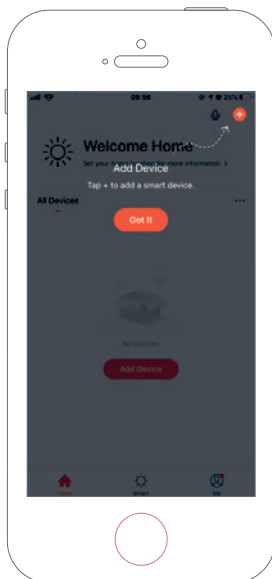 09:56
25%
Welcome Home
Set your home location for more information >
Add Device
Tap + to add a smart device.
All Devices
...
Got It
No devices
Add Device
Home
Smart
Me